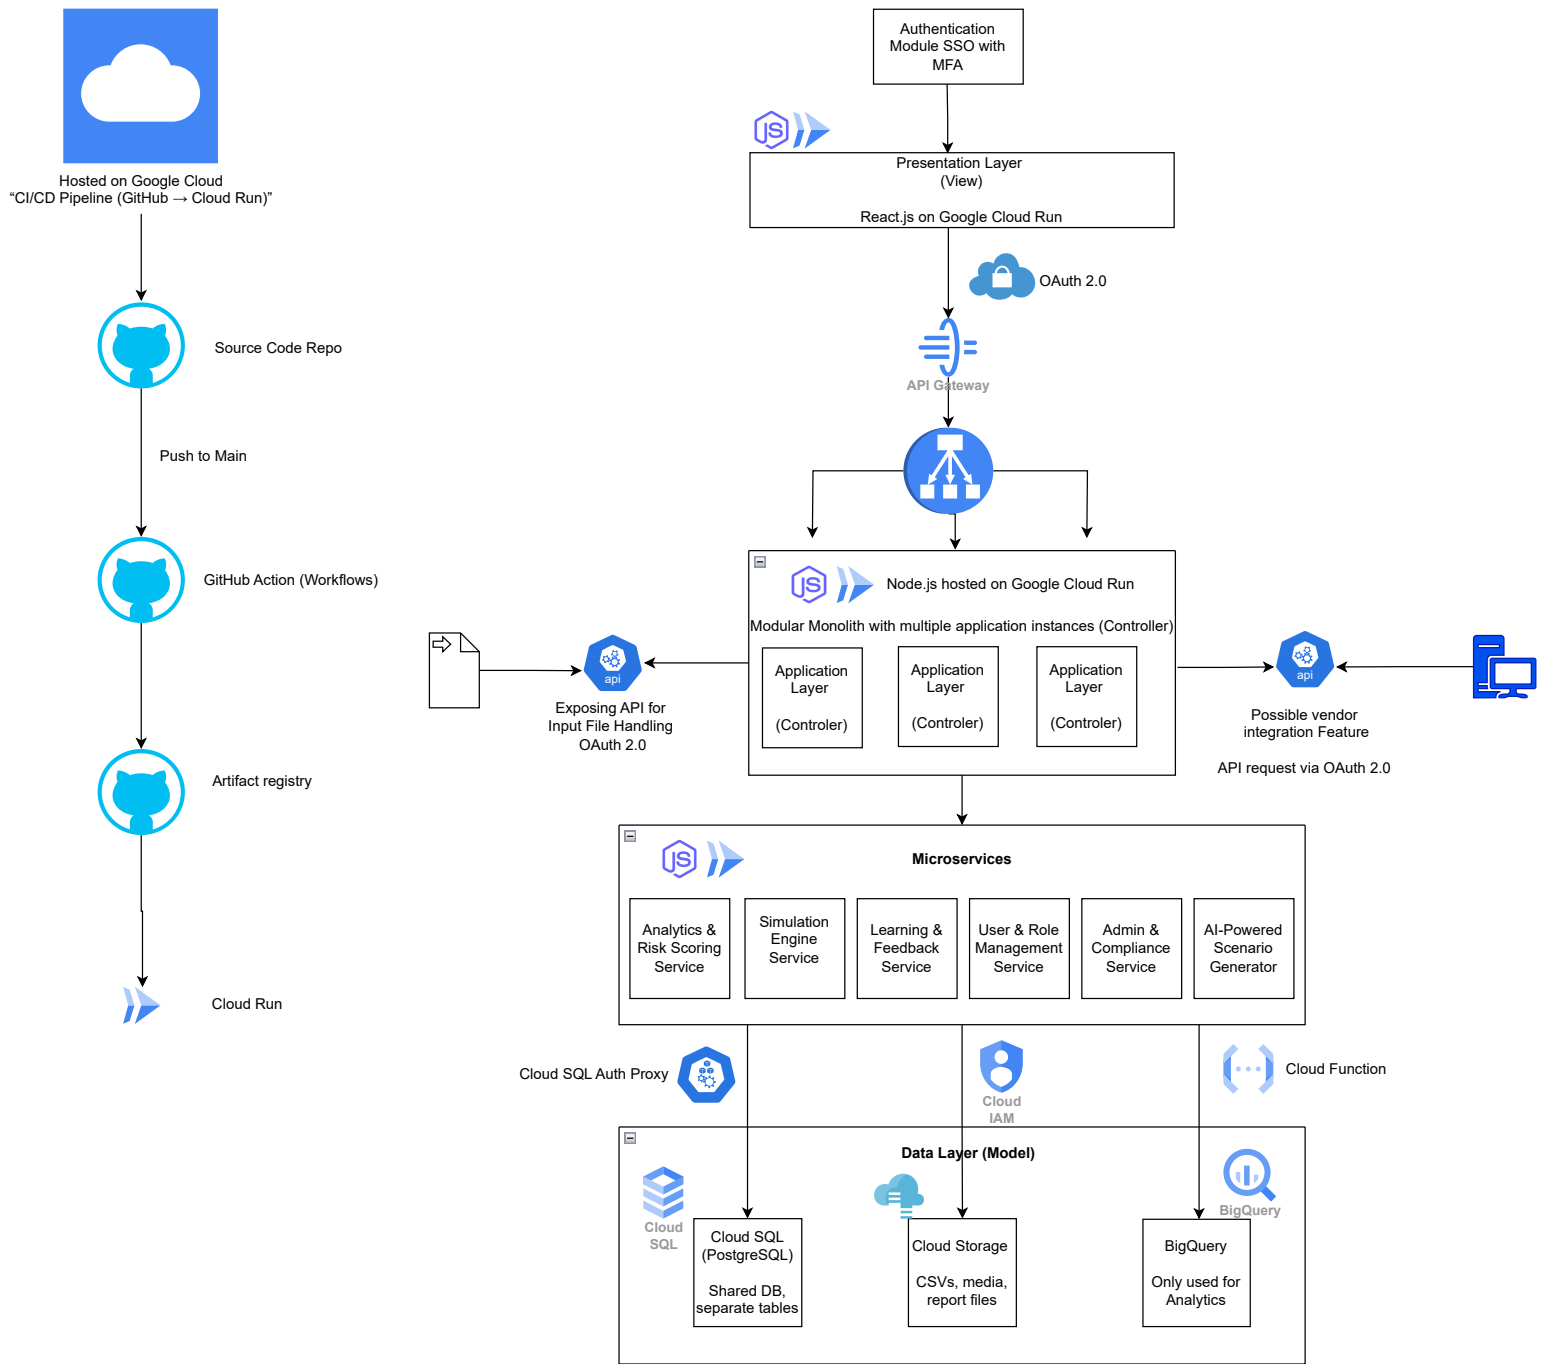 Hosted on Google Cloud
“CI/CD Pipeline (GitHub → Cloud Run)”
Source Code Repo
Push to Main
GitHub Action (Workflows)
Artifact registry
Cloud Run
Authentication
Module SSO with
MFA
JS
Presentation Layer
(View)
React.js on Google Cloud Run
OAuth 2.0
API Gateway
JS
Node.js hosted on Google Cloud Run
Modular Monolith with multiple application instances (Controller)
Application
Layer
(Controler)
Application
Layer
(Controler)
Application
Layer
(Controler)
api
Exposing API for
Input File Handling
OAuth 2.0
api
Possible vendor
integration Feature
API request via OAuth 2.0
JS
Microservices
Analytics &
Risk Scoring
Service
Simulation
Engine
Service
Learning &
Feedback
Service
User & Role
Management
Service
Admin &
Compliance
Service
AI-Powered
Scenario
Generator
Cloud SQL Auth Proxy
Cloud
IAM
Cloud Function
Data Layer (Model)
Cloud
SQL
Cloud SQL
(PostgreSQL)
Shared DB,
separate tables
Cloud Storage
CSVs, media,
report files
BigQuery
BigQuery
Only used for
Analytics